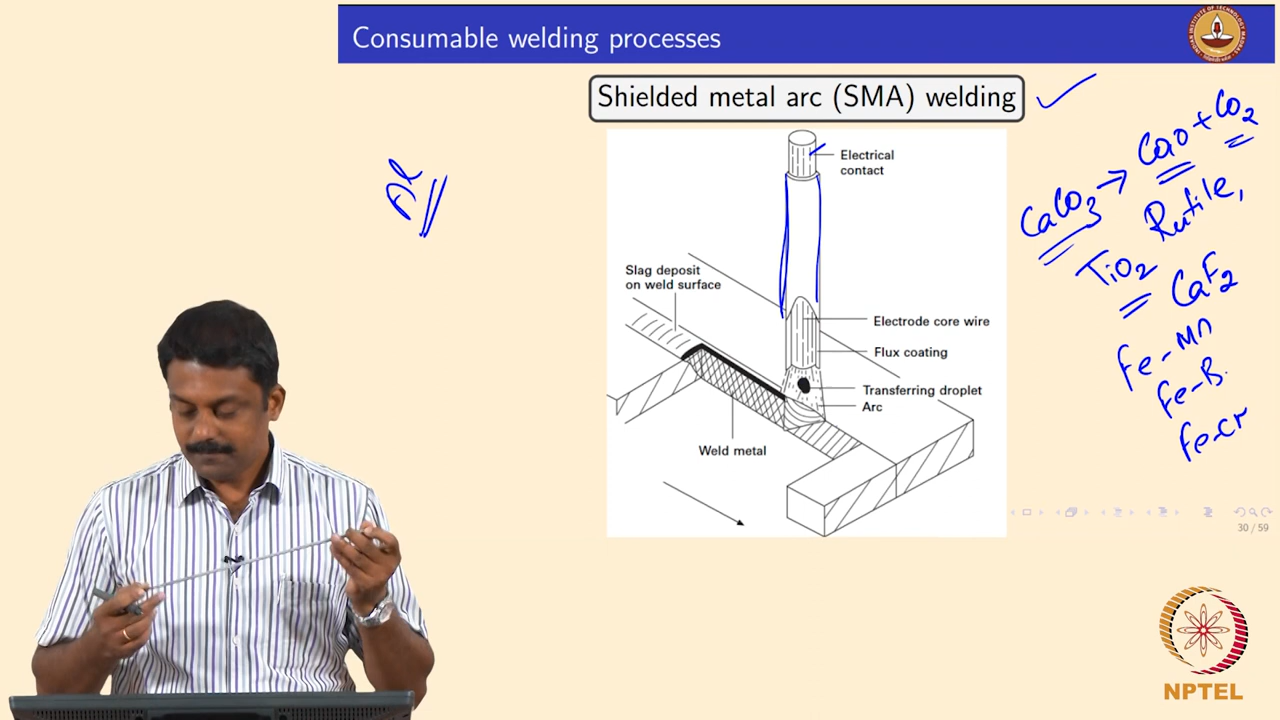 Consumable welding processes
Shielded metal arc (SMA) welding
Electrical
contact
Slag deposit
on weld surface
Electrode core wire
Flux coating
Transferring droplet
Arc
Weld metal
CaCO3 → CaO + CO2
Rutile,
TiO2
CaF2
Fe-Mn
Fe-B.
Fe-Cr
Al
30 / 59
NPTEL